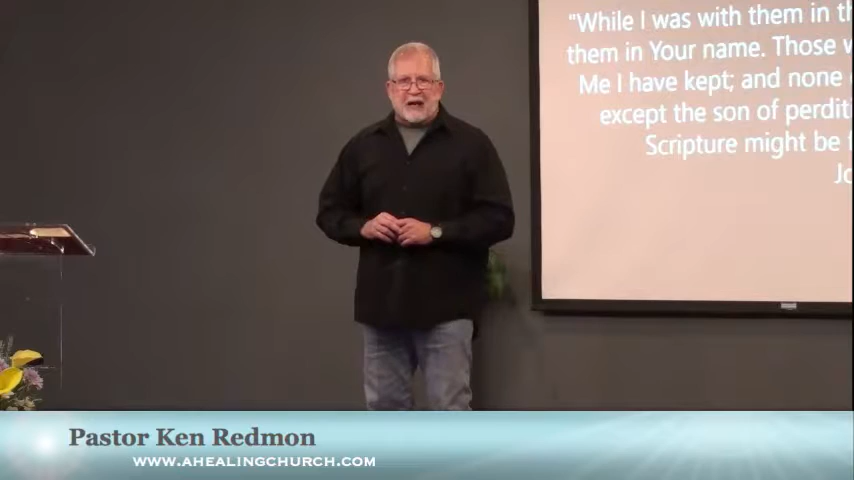 "While I was with them in th
them in Your name. Those w
Me I have kept; and none
except the son of perditi
Scripture might be
Jo
Pastor Ken Redmon
WWW.AHEALINGCHURCH.COM